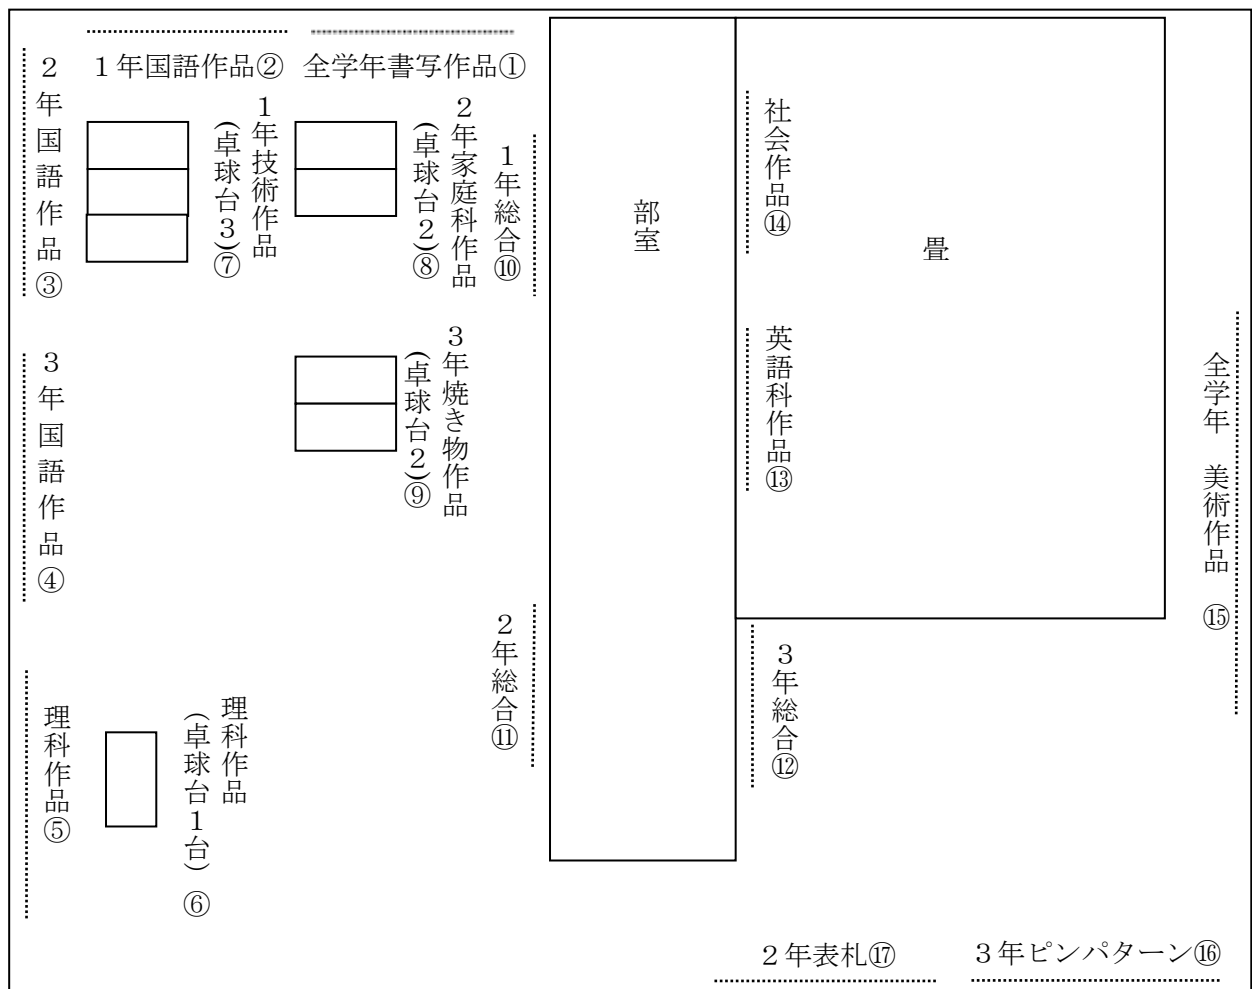 1年国語作品②
全学年書写作品①
2年国語作品③
1年技術作品
(卓球台3)⑦
2年家庭科作品
(卓球台2)⑧
1年総合⑩
部室
社会作品⑭
畳
3年国語作品④
3年焼き物作品
(卓球台2)⑨
英語科作品⑬
全学年 美術作品 ⑮
2年総合⑪
3年総合⑫
理科作品⑤
理科作品
(卓球台1台)⑥
2年表札⑰
3年ピンパターン⑯